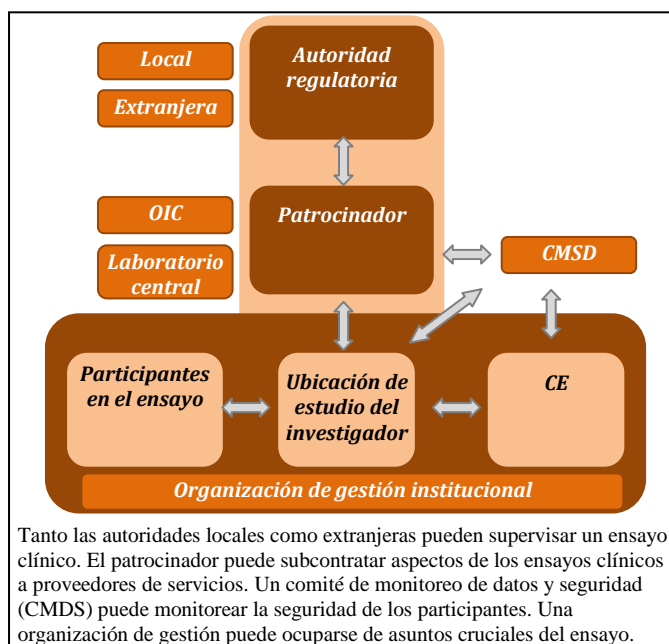 Local
Autoridad
regulatoria
Extranjera
OIC
Patrocinador
Laboratorio
central
CMSD
Participantes
en el ensayo
Ubicación de
estudio del
investigador
CE
Organización de gestión institucional
Tanto las autoridades locales como extranjeras pueden supervisar un ensayo
clínico. El patrocinador puede subcontratar aspectos de los ensayos clínicos
a proveedores de servicios. Un comité de monitoreo de datos y seguridad
(CMDS) puede monitorear la seguridad de los participantes. Una
organización de gestión puede ocuparse de asuntos cruciales del ensayo.